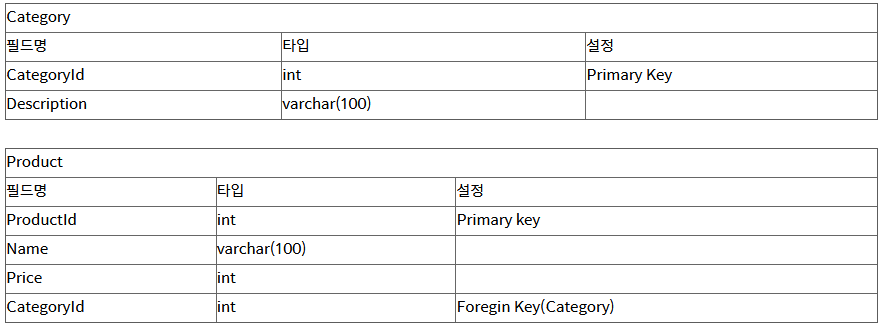 Category
필드명 타입 설정
CategoryId int Primary Key
Description varchar(100)
Product
필드명 타입 설정
ProductId int Primary key
Name varchar(100)
Price int
CategoryId int Foregin Key(Category)